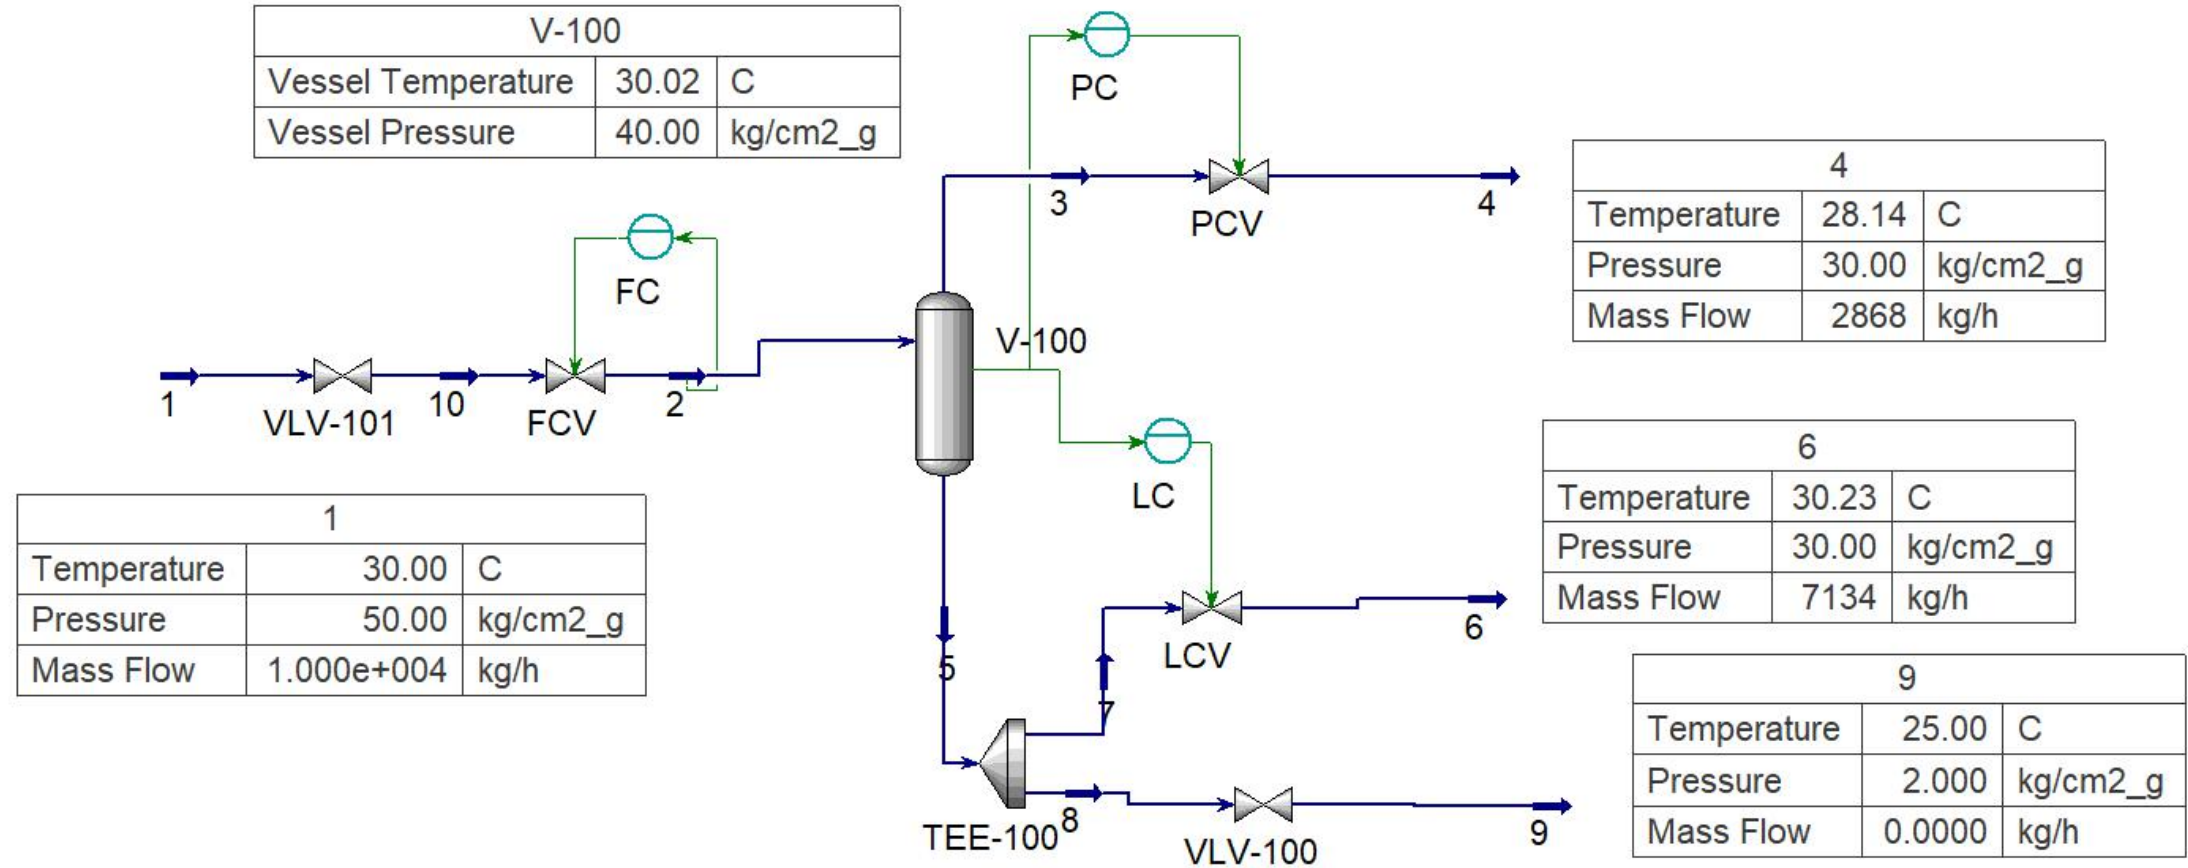 V-100
Vessel Temperature 30.02 C
Vessel Pressure 40.00 kg/cm2_g
PC
3
PCV
4
4
Temperature 28.14 C
Pressure 30.00 kg/cm2_g
Mass Flow 2868 kg/h
FC
1
VLV-101
10
FCV
2
V-100
LC
1
Temperature 30.00 C
Pressure 50.00 kg/cm2_g
Mass Flow 1.000e+004 kg/h
6
Temperature 30.23 C
Pressure 30.00 kg/cm2_g
Mass Flow 7134 kg/h
5
LCV
6
7
TEE-100
8
VLV-100
9
9
Temperature 25.00 C
Pressure 2.000 kg/cm2_g
Mass Flow 0.0000 kg/h